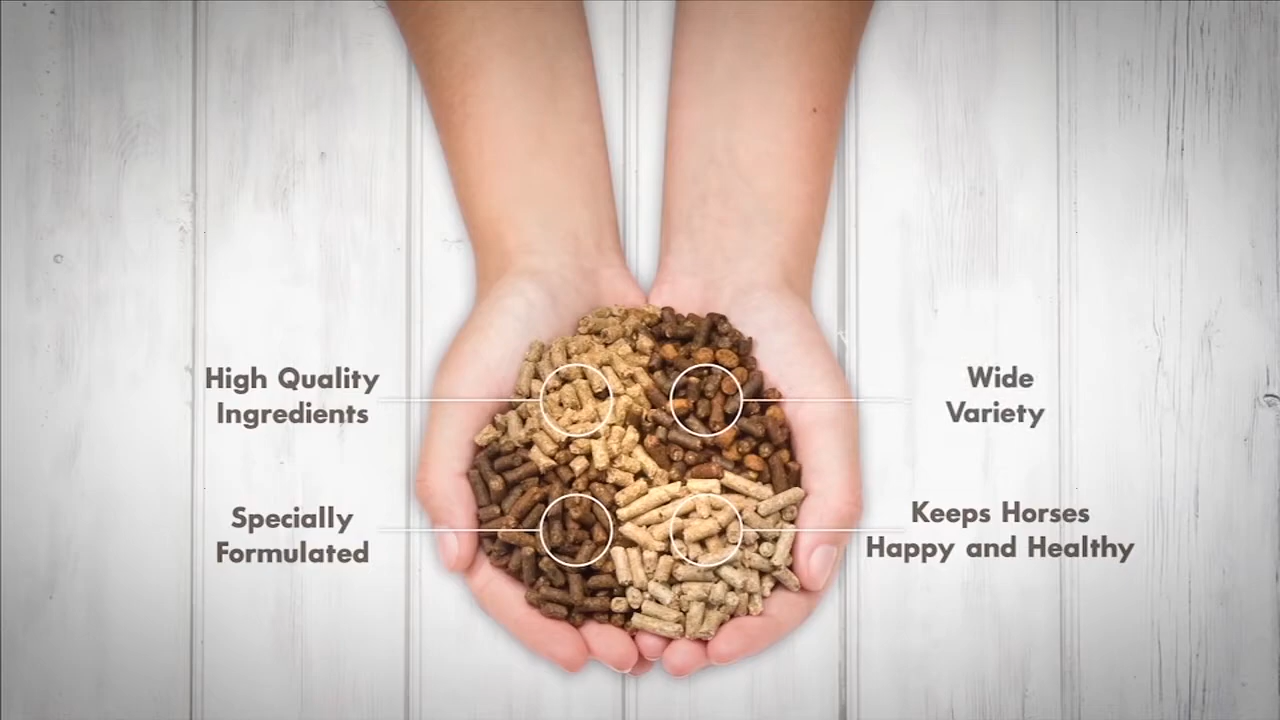 High Quality
Ingredients
Wide
Variety
Specially
Formulated
Keeps Horses
Happy and Healthy